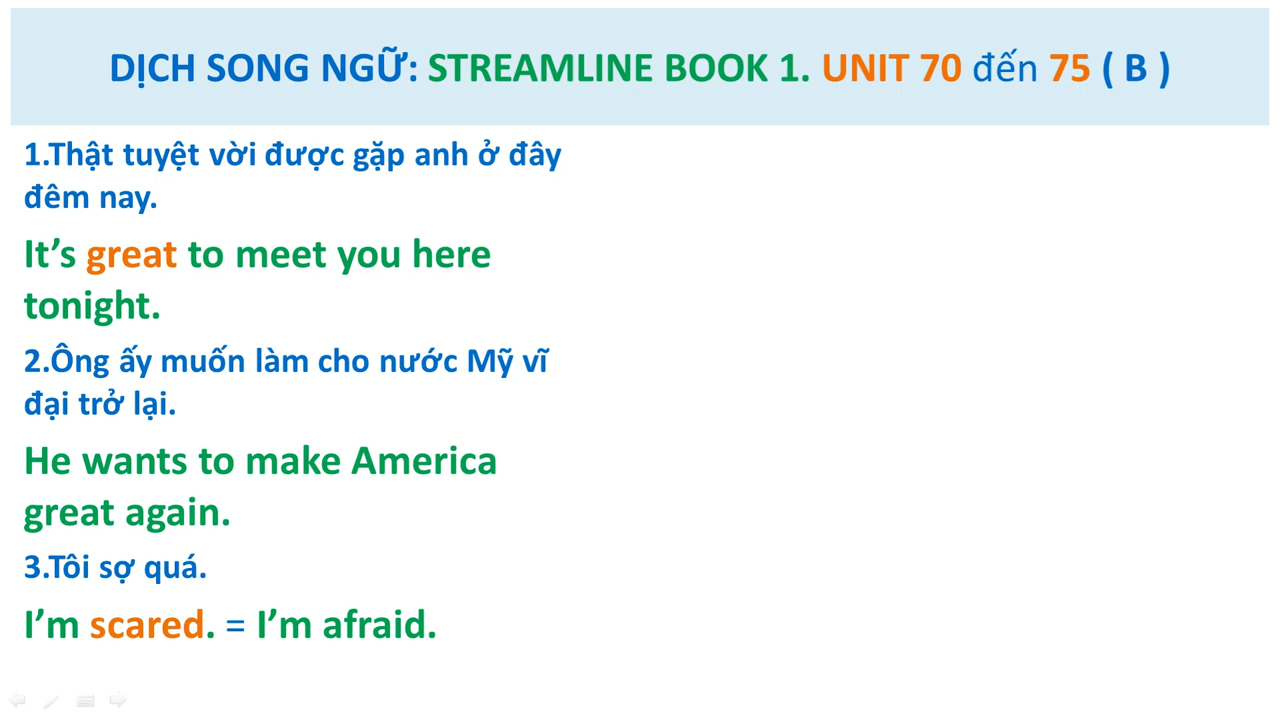 DỊCH SONG NGỮ: STREAMLINE BOOK 1. UNIT 70 đến 75 ( B )
1.Thật tuyệt vời được gặp anh ở đây
đêm nay.
It’s great to meet you here
tonight.
2.Ông ấy muốn làm cho nước Mỹ vĩ
đại trở lại.
He wants to make America
great again.
3.Tôi sợ quá.
I’m scared. = I’m afraid.